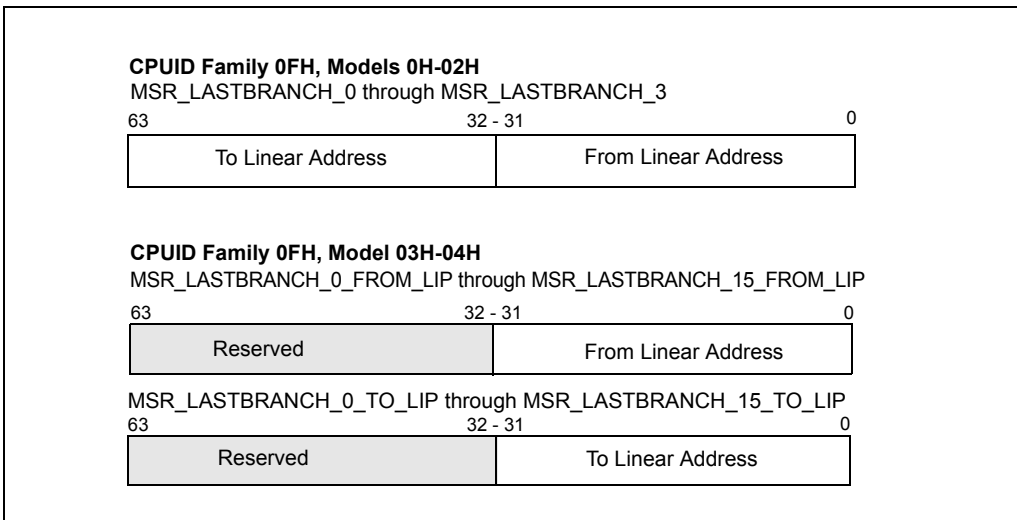 CPUID Family 0FH, Models 0H-02H
MSR_LASTBRANCH_0 through MSR_LASTBRANCH_3
63 32 - 31 0
To Linear Address From Linear Address
CPUID Family 0FH, Model 03H-04H
MSR_LASTBRANCH_0_FROM_LIP through MSR_LASTBRANCH_15_FROM_LIP
63 32 - 31 0
Reserved From Linear Address
MSR_LASTBRANCH_0_TO_LIP through MSR_LASTBRANCH_15_TO_LIP
63 32 - 31 0
Reserved To Linear Address